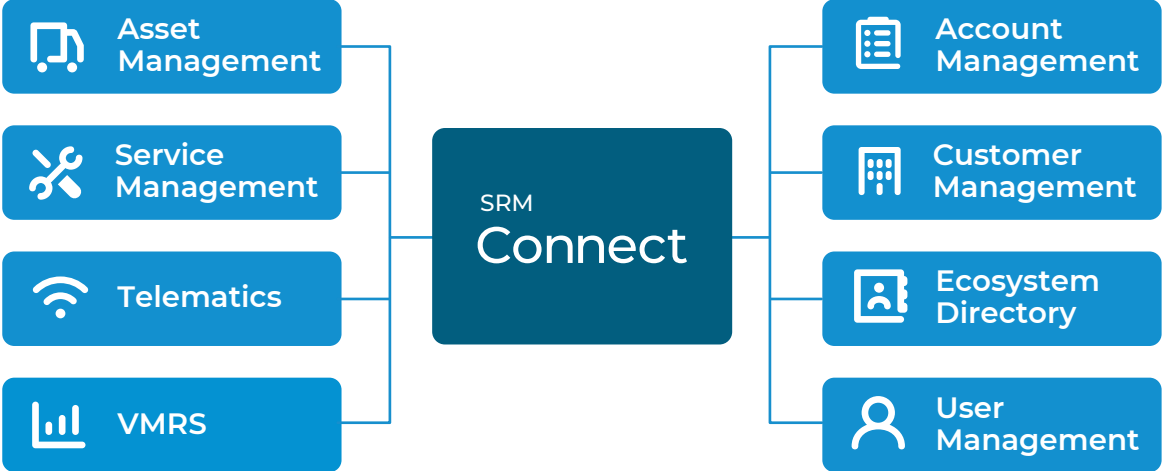 Asset
Management
Service
Management
Telematics
VMRS
SRM
Connect
Account
Management
Customer
Management
Ecosystem
Directory
User
Management